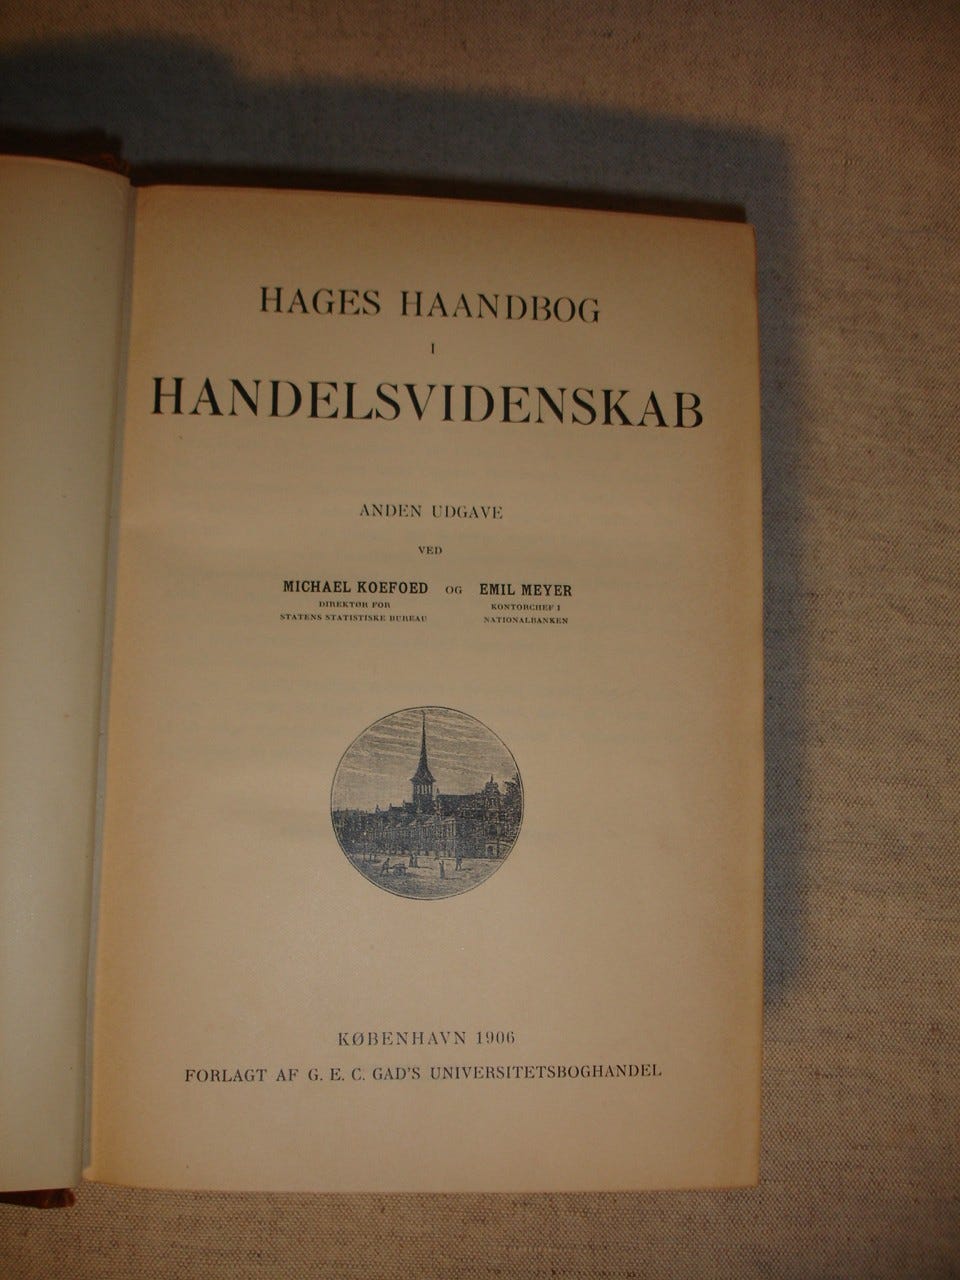 HAGES HAANDBOG
I
HANDELSVIDENSKAB
ANDEN UDGAVE
VED
MICHAEL KOEFOED OG EMIL MEYER
DIREKTØR FOR KONTORCHEF I
STATENS STATISTISKE BUREAU NATIONALBANKEN
KØBENHAVN 1906
FORLAGT AF G. E. C. GAD'S UNIVERSITETSBOGHANDEL